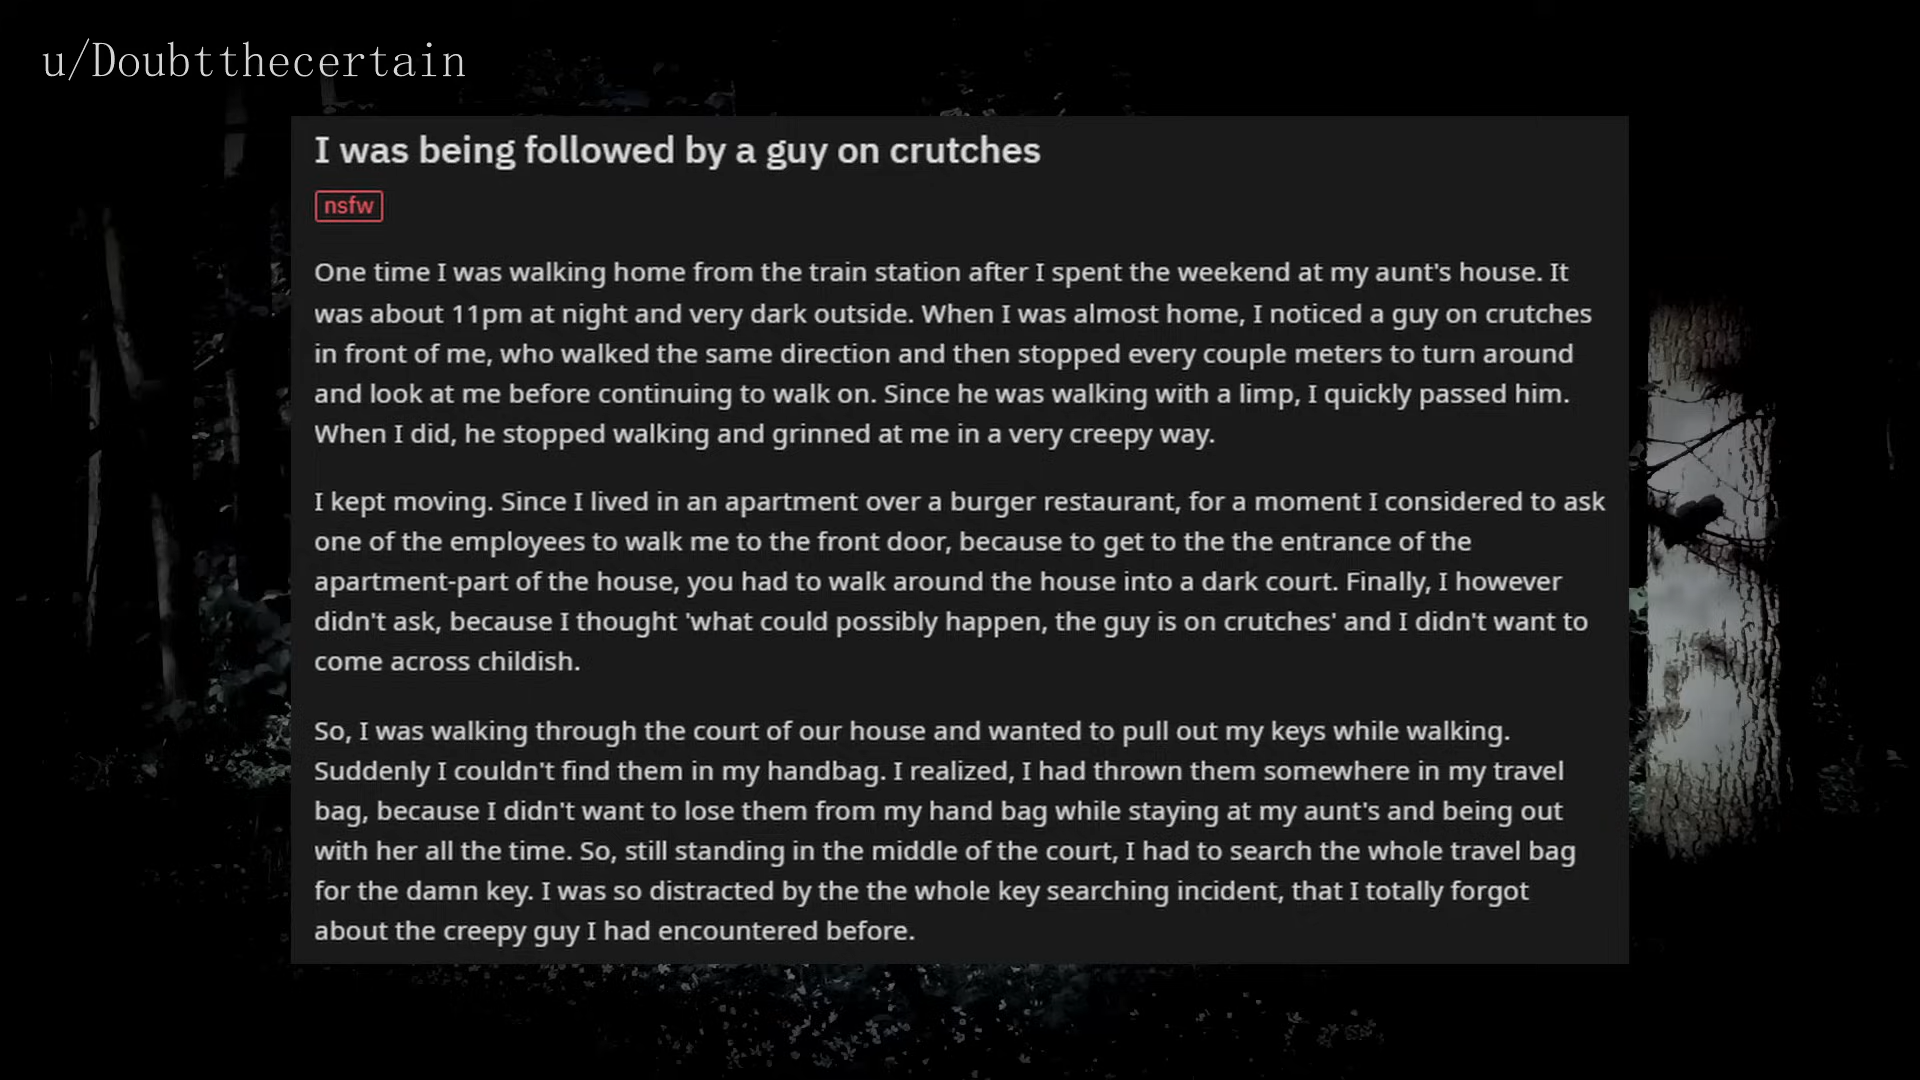 u/Doubtthecertain
I was being followed by a guy on crutches
nsfw
One time I was walking home from the train station after I spent the weekend at my aunt's house. It
was about 11pm at night and very dark outside. When I was almost home, I noticed a guy on crutches
in front of me, who walked the same direction and then stopped every couple meters to turn around
and look at me before continuing to walk on. Since he was walking with a limp, I quickly passed him.
When I did, he stopped walking and grinned at me in a very creepy way.
I kept moving. Since I lived in an apartment over a burger restaurant, for a moment I considered to ask
one of the employees to walk me to the front door, because to get to the the entrance of the
apartment-part of the house, you had to walk around the house into a dark court. Finally, I however
didn't ask, because I thought 'what could possibly happen, the guy is on crutches' and I didn't want to
come across childish.
So, I was walking through the court of our house and wanted to pull out my keys while walking.
Suddenly I couldn't find them in my handbag. I realized, I had thrown them somewhere in my travel
bag, because I didn't want to lose them from my hand bag while staying at my aunt's and being out
with her all the time. So, still standing in the middle of the court, I had to search the whole travel bag
for the damn key. I was so distracted by the the whole key searching incident, that I totally forgot
about the creepy guy I had encountered before.